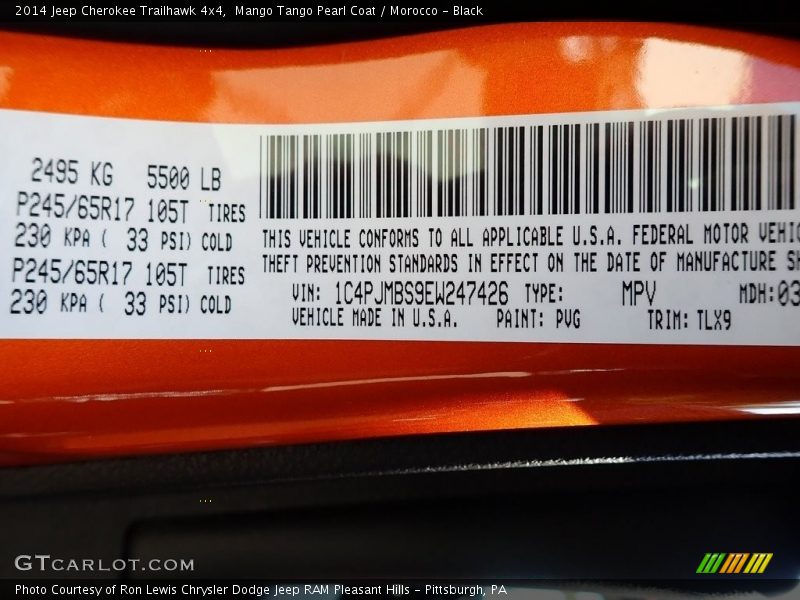 2014 Jeep Cherokee Trailhawk 4x4,  Mango Tango Pearl Coat / Morocco - Black
2495 KG 5500 LB
P245/65R17 105T TIRES
230 KPA ( 33 PSI) COLD
P245/65R17 105T TIRES
230 KPA ( 33 PSI) COLD
THIS VEHICLE CONFORMS TO ALL APPLICABLE U.S.A. FEDERAL MOTOR VEHIC
THEFT PREVENTION STANDARDS IN EFFECT ON THE DATE OF MANUFACTURE SH
VIN: 1C4PJMBS9EW247426 TYPE: MPV MDH:03
VEHICLE MADE IN U.S.A. PAINT: PVG TRIM: TLX9
GTCARLOT.COM
Photo Courtesy of Ron Lewis Chrysler Dodge Jeep RAM Pleasant Hills - Pittsburgh, PA